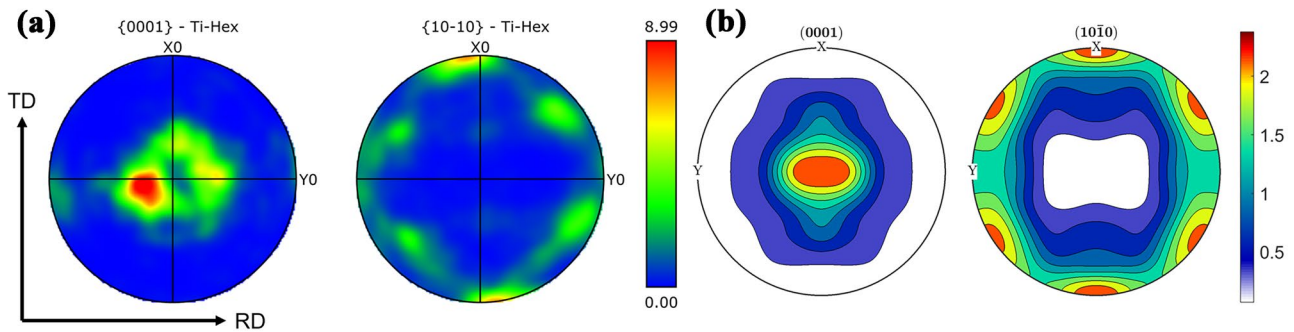 (a)
{0001} - Ti-Hex
X0
{10-10} - Ti-Hex
X0
8.99
0.00
TD
RD
Y0
Y0
(b)
(0001)
X
Y
(101̅0)
X
Y
2
1.5
1
0.5